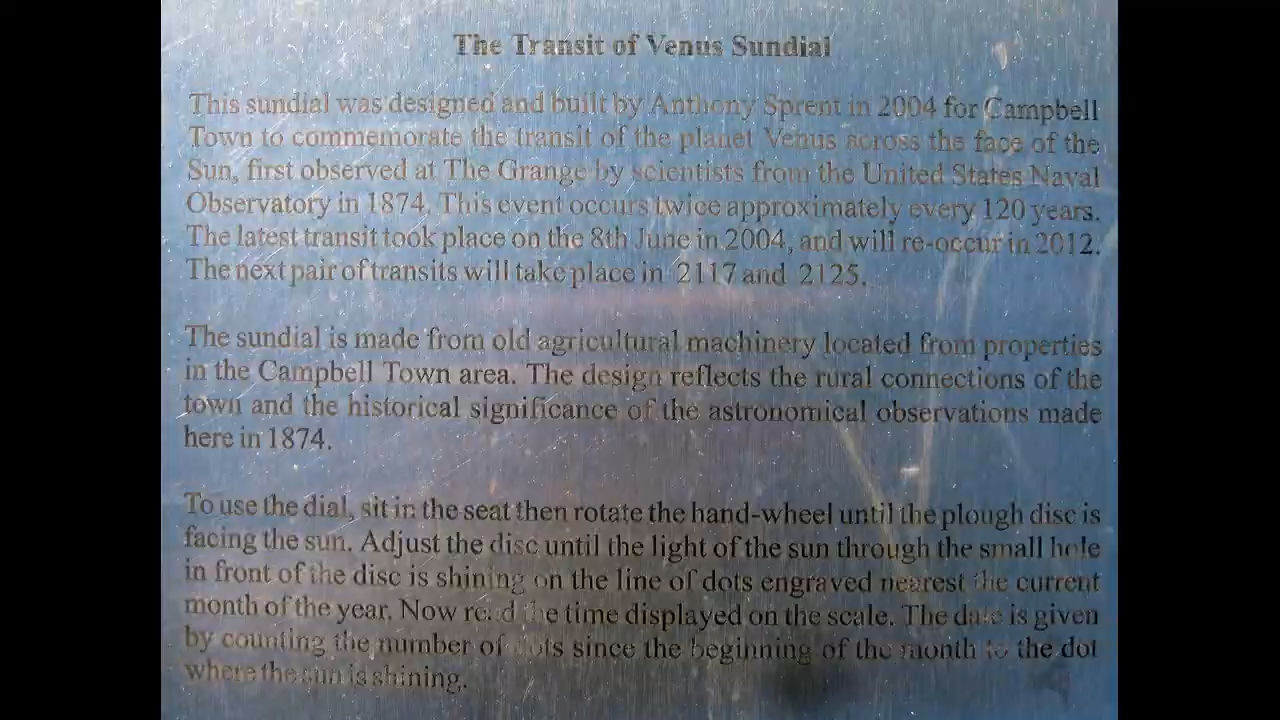 The Transit of Venus Sundial
This sundial was designed and built by Anthony Sprent in 2004 for Campbell
Town to commemorate the transit of the planet Venus across the face of the
Sun, first observed at The Grange by scientists from the United States Naval
Observatory in 1874. This event occurs twice approximately every 120 years.
The latest transit took place on the 8th June in 2004, and will re-occur in 2012.
The next pair of transits will take place in 2117 and 2125.
The sundial is made from old agricultural machinery located from properties
in the Campbell Town area. The design reflects the rural connections of the
town and the historical significance of the astronomical observations made
here in 1874.
To use the dial, sit in the seat then rotate the hand-wheel until the plough disc is
facing the sun. Adjust the disc until the light of the sun through the small hole
in front of the disc is shining on the line of dots engraved nearest the current
month of the year. Now read the time displayed on the scale. The date is given
by counting the number of dots since the beginning of the month to the dot
where the sun is shining.